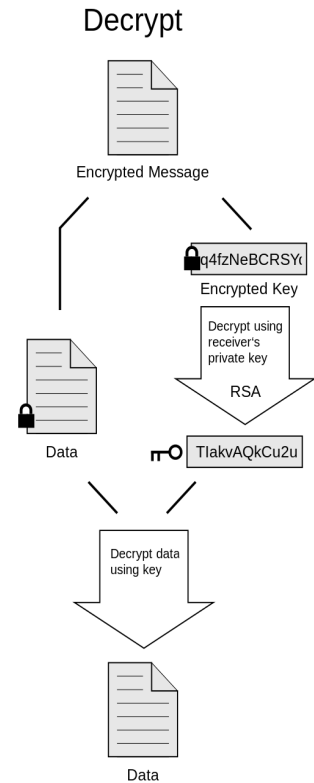 Decrypt
Encrypted Message
q4fzNeBCRSY
Encrypted Key
Decrypt using
receiver's
private key
RSA
Data
TIakvAQkCu2u
Decrypt data
using key
Data